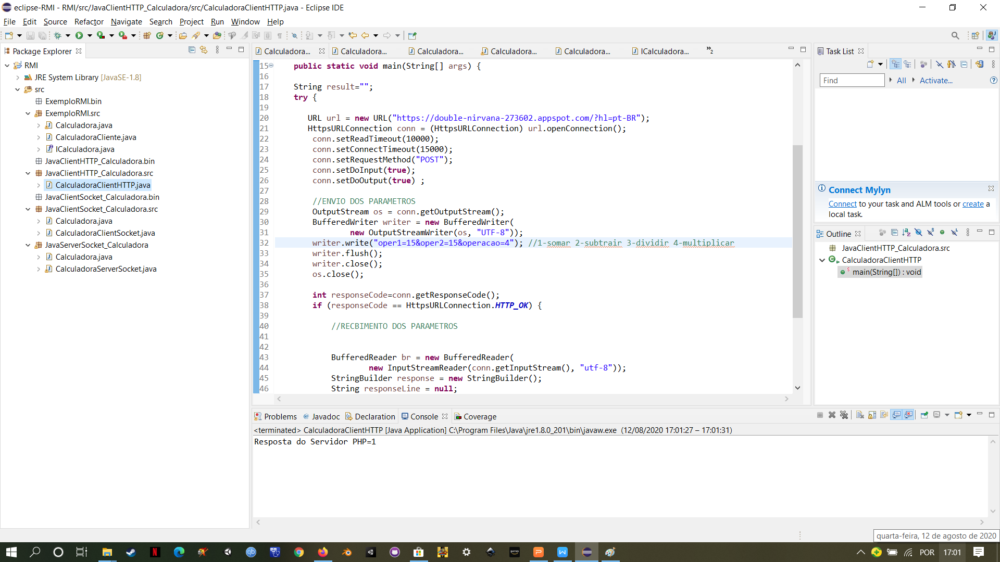 eclipse-RMI - RMI/src/JavaClientHTTP_Calculadora/src/CalculadoraClientHTTP.java - Eclipse IDE
File Edit Source Refactor Navigate Search Project Run Window Help
Package Explorer
RMI
JRE System Library [JavaSE-1.8]
src
ExemploRMI.bin
ExemploRMI.src
Calculadora.java
CalculadoraCliente.java
ICalculadora.java
JavaClientHTTP_Calculadora.bin
JavaClientHTTP_Calculadora.src
CalculadoraClientHTTP.java
JavaClientSocket_Calculadora.bin
JavaClientSocket_Calculadora.src
Calculadora.java
CalculadoraClientSocket.java
JavaServerSocket_Calculadora
Calculadora.java
CalculadoraServerSocket.java
Calculadora... Calculadora... Calculadora... Calculadora... Calculadora... ICalculadora... »2
15 public static void main(String[] args) {
16
17 String result="";
18 try {
19
20 URL url = new URL("https://double-nirvana-273602.appspot.com/?hl=pt-BR");
21 HttpsURLConnection conn = (HttpsURLConnection) url.openConnection();
22 conn.setReadTimeout(10000);
23 conn.setConnectTimeout(15000);
24 conn.setRequestMethod("POST");
25 conn.setDoInput(true);
26 conn.setDoOutput(true) ;
27
28 //ENVIO DOS PARAMETROS
29 OutputStream os = conn.getOutputStream();
30 BufferedWriter writer = new BufferedWriter(
31 new OutputStreamWriter(os, "UTF-8"));
32 writer.write("oper1=15&oper2=15&operacao=4"); //1-somar 2-subtrair 3-dividir 4-multiplicar
33 writer.flush();
34 writer.close();
35 os.close();
36
37 int responseCode=conn.getResponseCode();
38 if (responseCode == HttpsURLConnection.HTTP_OK) {
39
40 //RECBIMENTO DOS PARAMETROS
41
42
43 BufferedReader br = new BufferedReader(
44 new InputStreamReader(conn.getInputStream(), "utf-8"));
45 StringBuilder response = new StringBuilder();
46 String responseLine = null;
Task List
Find All Activate...
Connect Mylyn
Connect to your task and ALM tools or create a
local task.
Outline
JavaClientHTTP_Calculadora.src
CalculadoraClientHTTP
main(String[]) : void
Problems @ Javadoc Declaration Console Coverage
<terminated> CalculadoraClientHTTP [Java Application] C:\Program Files\Java\jre1.8.0_201\bin\javaw.exe (12/08/2020 17:01:27 – 17:01:31)
Resposta do Servidor PHP=1
quarta-feira, 12 de agosto de 2020
POR 17:01